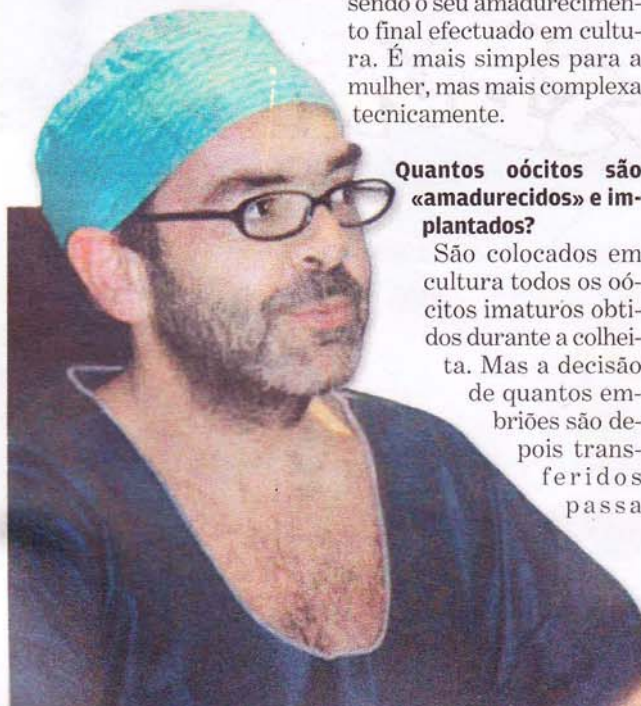 sendo o seu amadurecimen-
to final efectuado em cultu-
ra. É mais simples para a
mulher, mas mais complexa
tecnicamente.
Quantos oócitos são
«amadurecidos» e im-
plantados?
São colocados em
cultura todos os oó-
citos imaturos obti-
dos durante a colhei-
ta. Mas a decisão
de quantos em-
briões são de-
pois trans-
feridos
passa